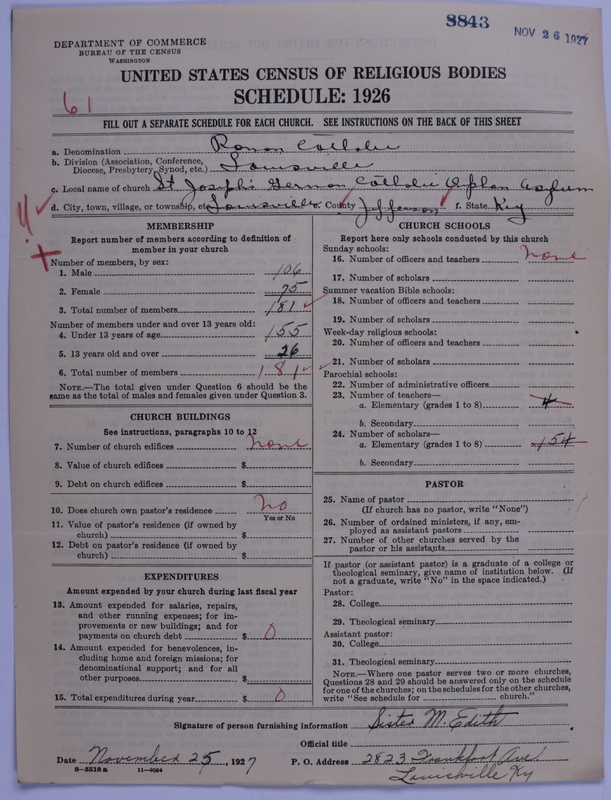 8843
NOV 26 1927
DEPARTMENT OF COMMERCE
BUREAU OF THE CENSUS
WASHINGTON
UNITED STATES CENSUS OF RELIGIOUS BODIES
SCHEDULE: 1926
61
FILL OUT A SEPARATE SCHEDULE FOR EACH CHURCH. SEE INSTRUCTIONS ON THE BACK OF THIS SHEET
a. Denomination Roman Catholic
b. Division (Association, Conference, Diocese, Presbytery, Synod, etc.) Louisville
c. Local name of church St. Joseph's German Catholic Orphan Asylum
d. City, town, village, or township, etc. Louisville e. County Jefferson f. State Ky
MEMBERSHIP
Report number of members according to definition of
member in your church
Number of members, by sex:
1. Male 106
2. Female 75
3. Total number of members 181
Number of members under and over 13 years old:
4. Under 13 years of age 155
5. 13 years old and over 26
6. Total number of members 181
NOTE.—The total given under Question 6 should be the
same as the total of males and females given under Question 3.
CHURCH BUILDINGS
See instructions, paragraphs 10 to 12
7. Number of church edifices none
8. Value of church edifices $
9. Debt on church edifices $
10. Does church own pastor's residence No
Yes or No
11. Value of pastor's residence (if owned by
church) $
12. Debt on pastor's residence (if owned by
church) $
EXPENDITURES
Amount expended by your church during last fiscal year
13. Amount expended for salaries, repairs,
and other running expenses; for im-
provements or new buildings; and for
payments on church debt $ 0
14. Amount expended for benevolences, in-
cluding home and foreign missions; for
denominational support; and for all
other purposes $
15. Total expenditures during year $ 0
CHURCH SCHOOLS
Report here only schools conducted by this church
Sunday schools:
16. Number of officers and teachers none
17. Number of scholars
Summer vacation Bible schools:
18. Number of officers and teachers
19. Number of scholars
Week-day religious schools:
20. Number of officers and teachers
21. Number of scholars
Parochial schools:
22. Number of administrative officers
23. Number of teachers—
a. Elementary (grades 1 to 8) 4
b. Secondary
24. Number of scholars—
a. Elementary (grades 1 to 8) 154
b. Secondary
PASTOR
25. Name of pastor
(If church has no pastor, write "None")
26. Number of ordained ministers, if any, em-
ployed as assistant pastors
27. Number of other churches served by the
pastor or his assistants
If pastor (or assistant pastor) is a graduate of a college or
theological seminary, give name of institution below. (If
not a graduate, write "No" in the space indicated.)
Pastor:
28. College
29. Theological seminary
Assistant pastor:
30. College
31. Theological seminary
NOTE.—Where one pastor serves two or more churches,
Questions 28 and 29 should be answered only on the schedule
for one of the churches; on the schedules for the other churches,
write "See schedule for church."
Signature of person furnishing information Sister M. Edith
Official title
Date November 25, 1927 P. O. Address 2823 Frankfort Ave
Louisville Ky
8-5518a 11-9034